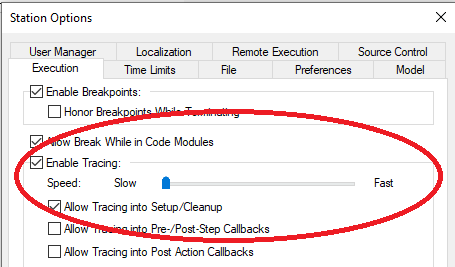 Station Options
User Manager Localization Remote Execution Source Control
Execution Time Limits File Preferences Model
Enable Breakpoints:
Honor Breakpoints While Terminating
Allow Break While in Code Modules
Enable Tracing:
Speed: Slow Fast
Allow Tracing into Setup/Cleanup
Allow Tracing into Pre-/Post-Step Callbacks
Allow Tracing into Post Action Callbacks